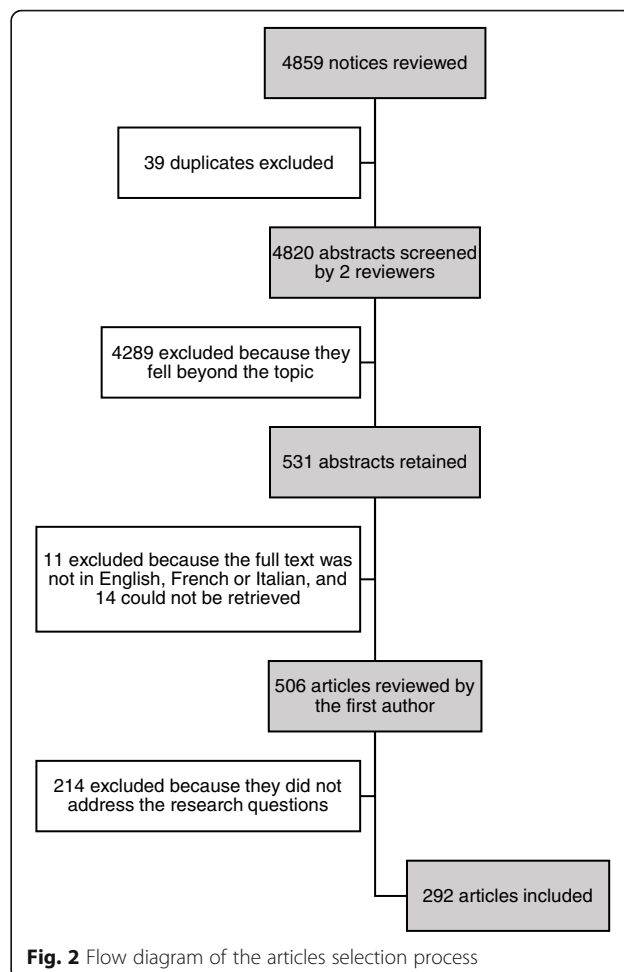 4859 notices reviewed
39 duplicates excluded
4820 abstracts screened
by 2 reviewers
4289 excluded because they
fell beyond the topic
531 abstracts retained
11 excluded because the full text was
not in English, French or Italian, and
14 could not be retrieved
506 articles reviewed by
the first author
214 excluded because they did not
address the research questions
292 articles included
Fig. 2 Flow diagram of the articles selection process